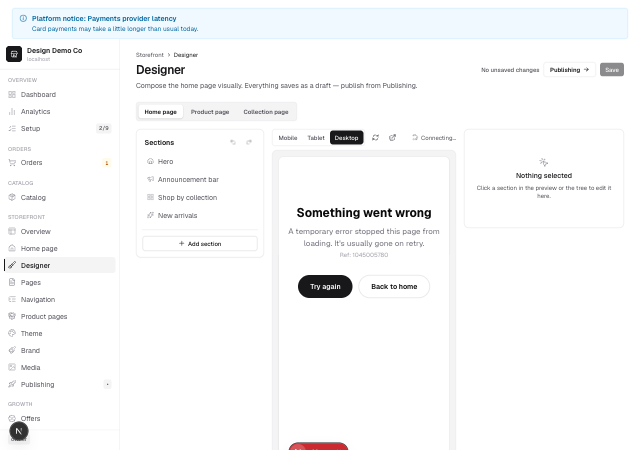 Platform notice: Payments provider latency
Card payments may take a little longer than usual today.
Design Demo Co
localhost
OVERVIEW
Dashboard
Analytics
Setup
2/9
ORDERS
Orders
1
CATALOG
Catalog
STOREFRONT
Overview
Home page
Designer
Pages
Navigation
Product pages
Theme
Brand
Media
Publishing
GROWTH
Offers
N
Storefront > Designer
Designer
Compose the home page visually. Everything saves as a draft — publish from Publishing.
No unsaved changes
Publishing →
Save
Home page
Product page
Collection page
Sections
Hero
Announcement bar
Shop by collection
New arrivals
+ Add section
Mobile
Tablet
Desktop
Connecting…
Something went wrong
A temporary error stopped this page from
loading. It's usually gone on retry.
Ref: 1045005780
Try again
Back to home
Nothing selected
Click a section in the preview or the tree to edit it
here.